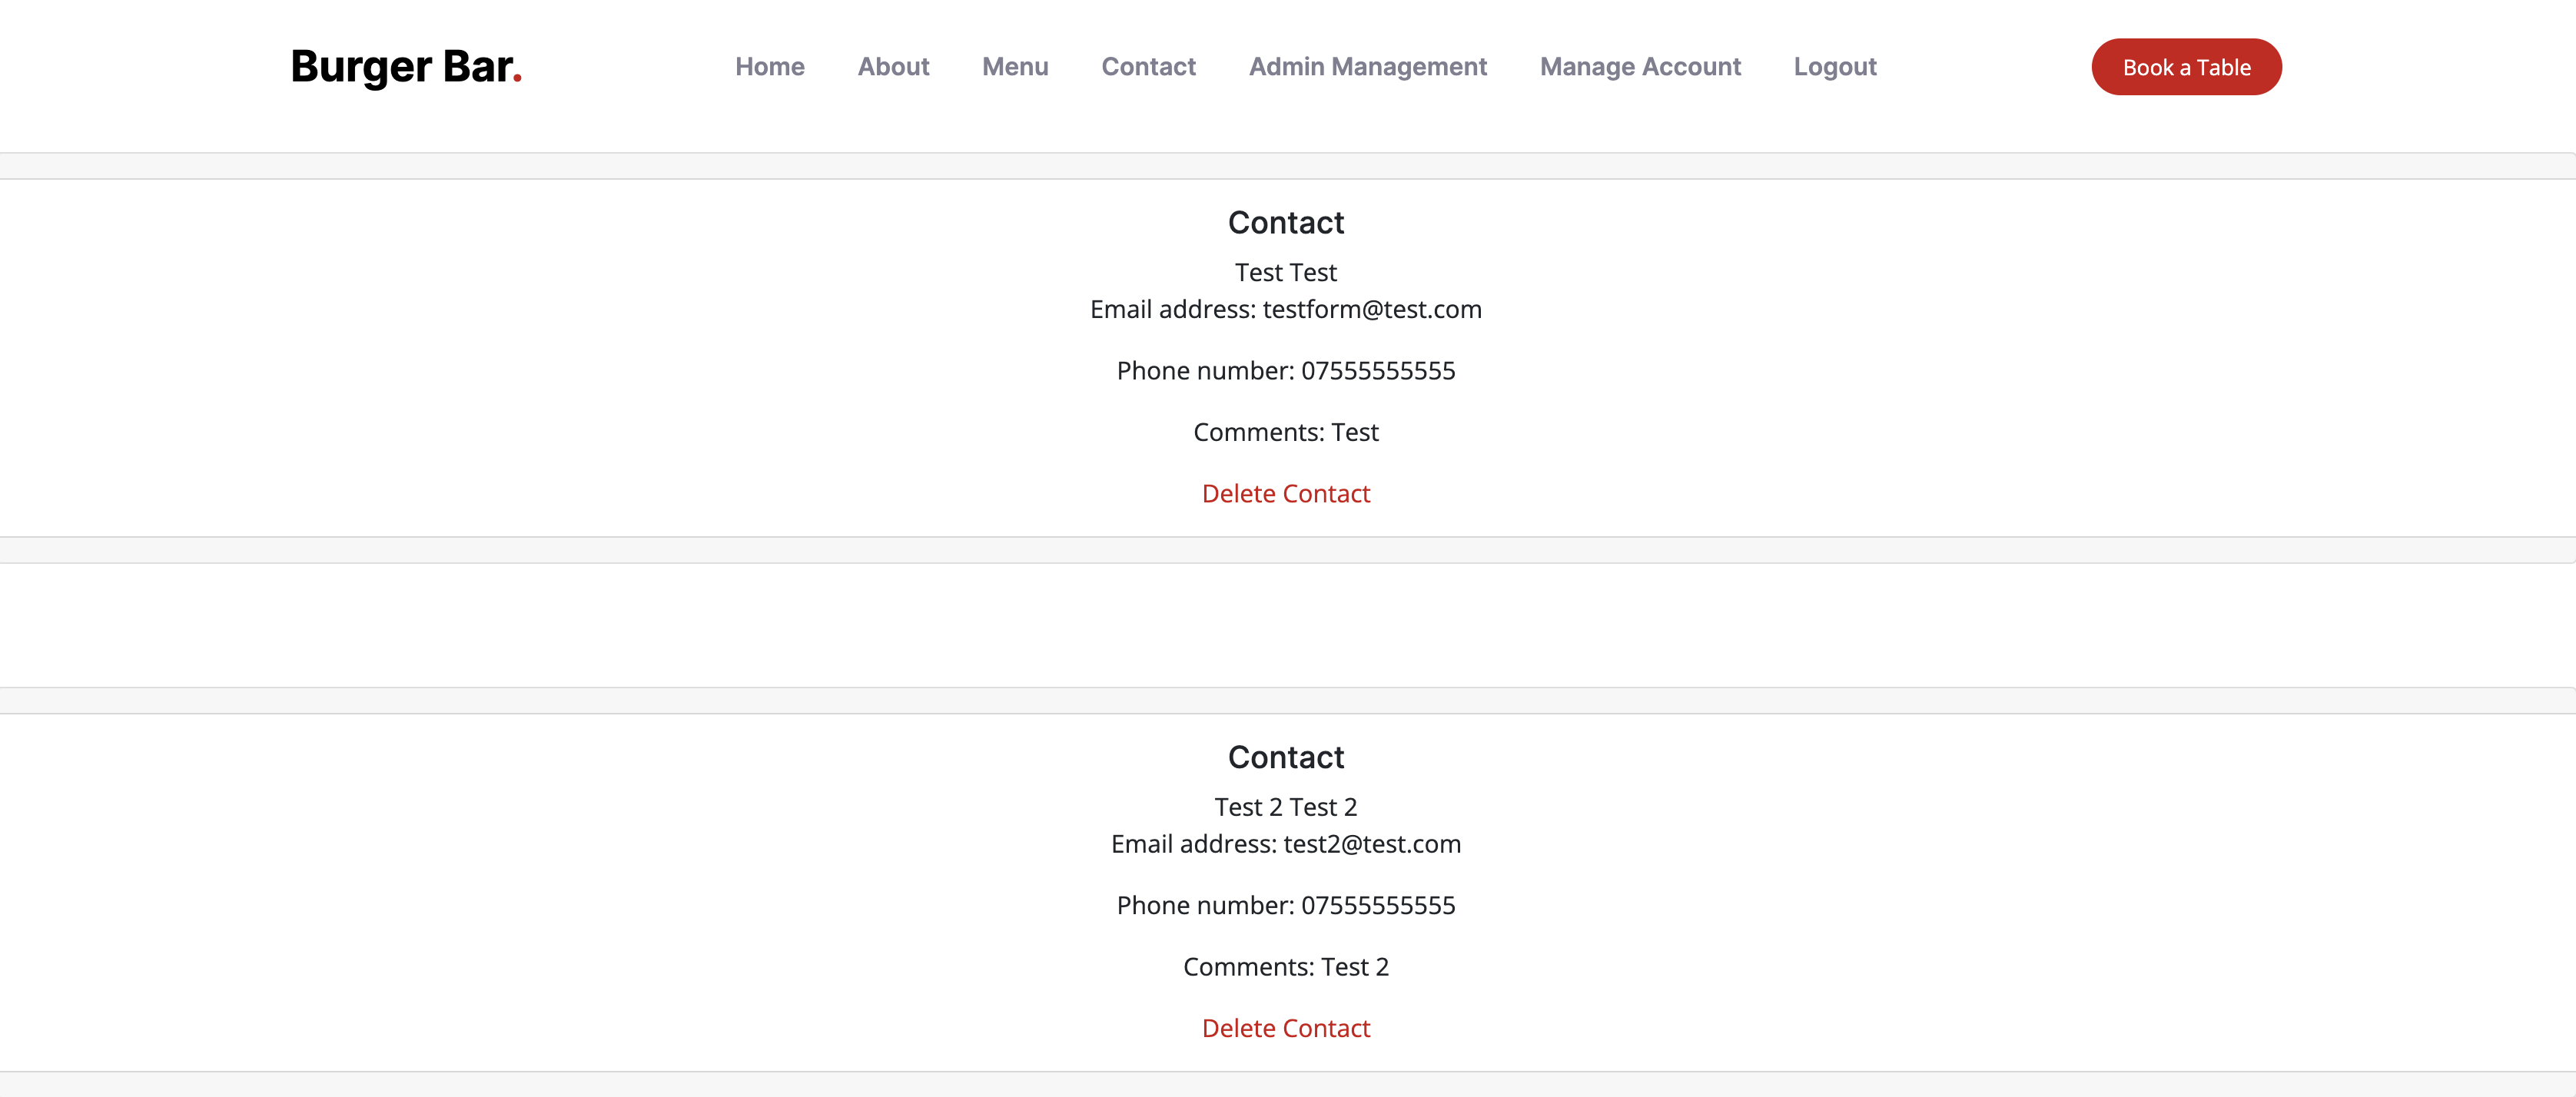 Burger Bar.
Home About Menu Contact Admin Management Manage Account Logout
Book a Table
Contact
Test Test
Email address: testform@test.com
Phone number: 07555555555
Comments: Test
Delete Contact
Contact
Test 2 Test 2
Email address: test2@test.com
Phone number: 07555555555
Comments: Test 2
Delete Contact